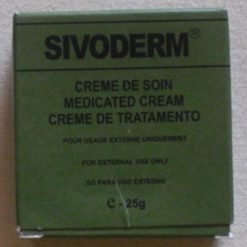 SIVODERM®
CREME DE SOIN
MEDICATED CREAM
CREME DE TRATAMENTO
POUR USAGE EXTERNE UNIQUEMENT
FOR EXTERNAL USE ONLY
SO PARA USO EXTERNO
e - 25g